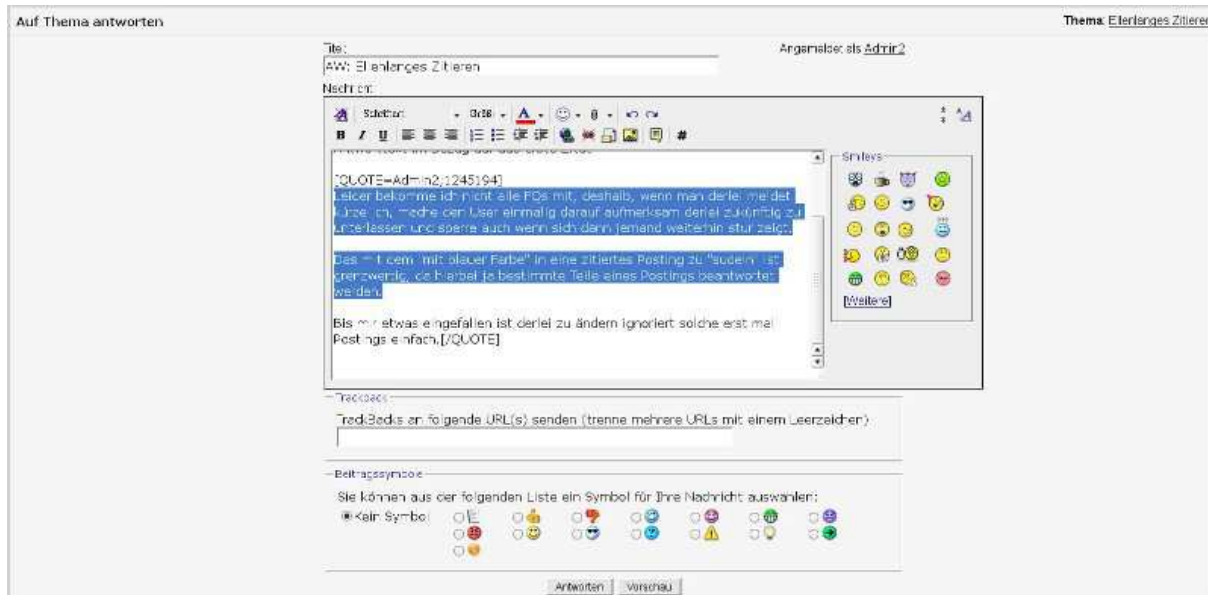 Auf Thema antworten
Thema: Ellenlanges Zitieren
Titel:
Angemeldet als Admin2
AW: Ellenlanges Zitieren
Nachricht:
Schriftart
Größe
A
B I U
#
[QUOTE=Admin2;1245194]
Leider bekomme ich nicht alle FQs mit, deshalb, wenn man derlei meldet
kürze ich, mache den User einmalig darauf aufmerksam derlei zukünftig zu
unterlassen und sperre auch wenn sich dann jemand weiterhin stur zeigt.
Das mit dem "mit blauer Farbe" in eine zitiertes Posting zu "sudeln" ist
grenzwertig, da hierbei ja bestimmte Teile eines Postings beantwortet
werden.
Bis mir etwas eingefallen ist derlei zu ändern ignoriert solche erst mal
Postings einfach.[/QUOTE]
Smileys
[Weitere]
Trackback
TrackBacks an folgende URL(s) senden (trenne mehrere URLs mit einem Leerzeichen)
Beitragssymbole
Sie können aus der folgenden Liste ein Symbol für Ihre Nachricht auswählen:
Kein Symbol
Antworten
Vorschau